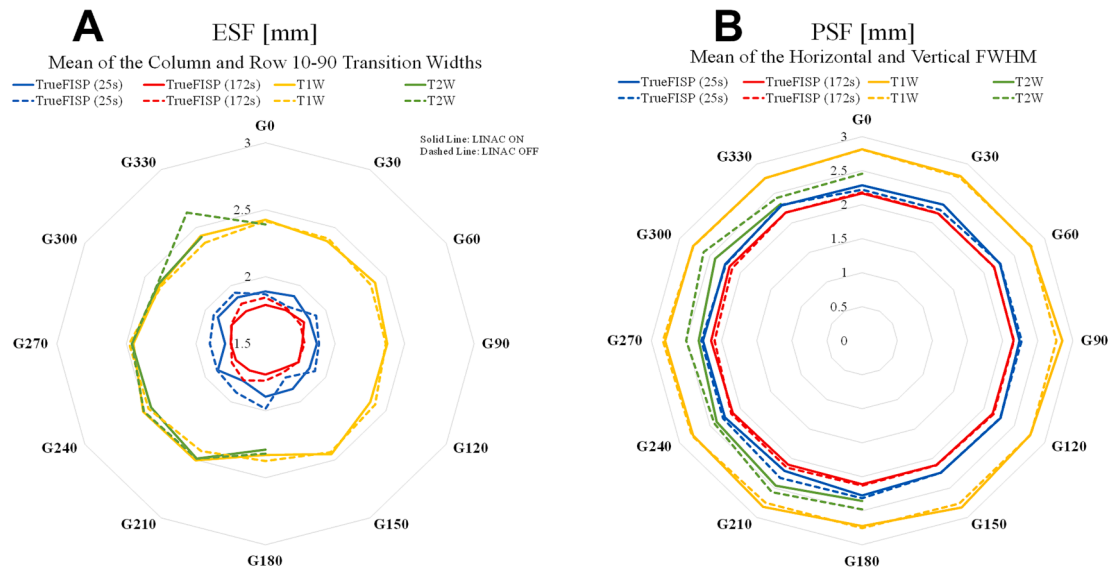 A
ESF [mm]
Mean of the Column and Row 10-90 Transition Widths
TrueFISP (25s) TrueFISP (172s) T1W T2W
TrueFISP (25s) TrueFISP (172s) T1W T2W
Solid Line: LINAC ON
Dashed Line: LINAC OFF
G0
G30
G60
G90
G120
G150
G180
G210
G240
G270
G300
G330
3
2.5
2
1.5
B
PSF [mm]
Mean of the Horizontal and Vertical FWHM
TrueFISP (25s) TrueFISP (172s) T1W T2W
TrueFISP (25s) TrueFISP (172s) T1W T2W
G0
G30
G60
G90
G120
G150
G180
G210
G240
G270
G300
G330
3
2.5
2
1.5
1
0.5
0